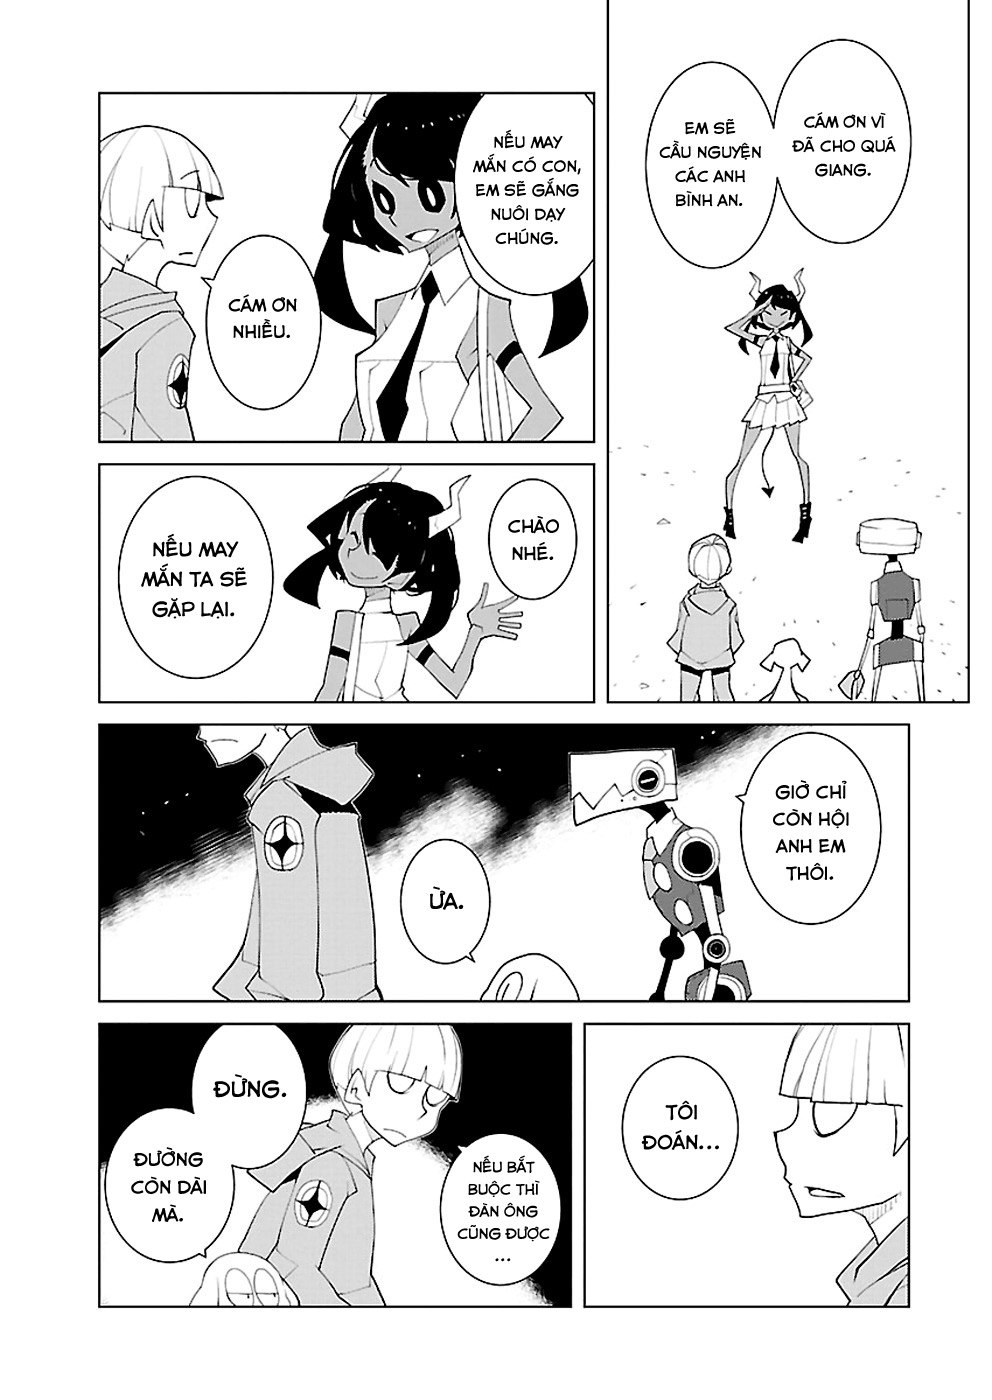 CÁM ƠN VÌ
ĐÃ CHO QUÁ
GIANG.
EM SẼ
CẦU NGUYỆN
CÁC ANH
BÌNH AN.
NẾU MAY
MẮN CÓ CON,
EM SẼ GẮNG
NUÔI DẠY
CHÚNG.
CÁM ƠN
NHIỀU.
CHÀO
NHÉ.
NẾU MAY
MẮN TA SẼ
GẶP LẠI.
GIỜ CHỈ
CÒN HỘI
ANH EM
THÔI.
ỪA.
TÔI
ĐOÁN...
NẾU BẮT
BUỘC THÌ
ĐÀN ÔNG
CŨNG ĐƯỢC
...
ĐỪNG.
ĐƯỜNG
CÒN DÀI
MÀ.